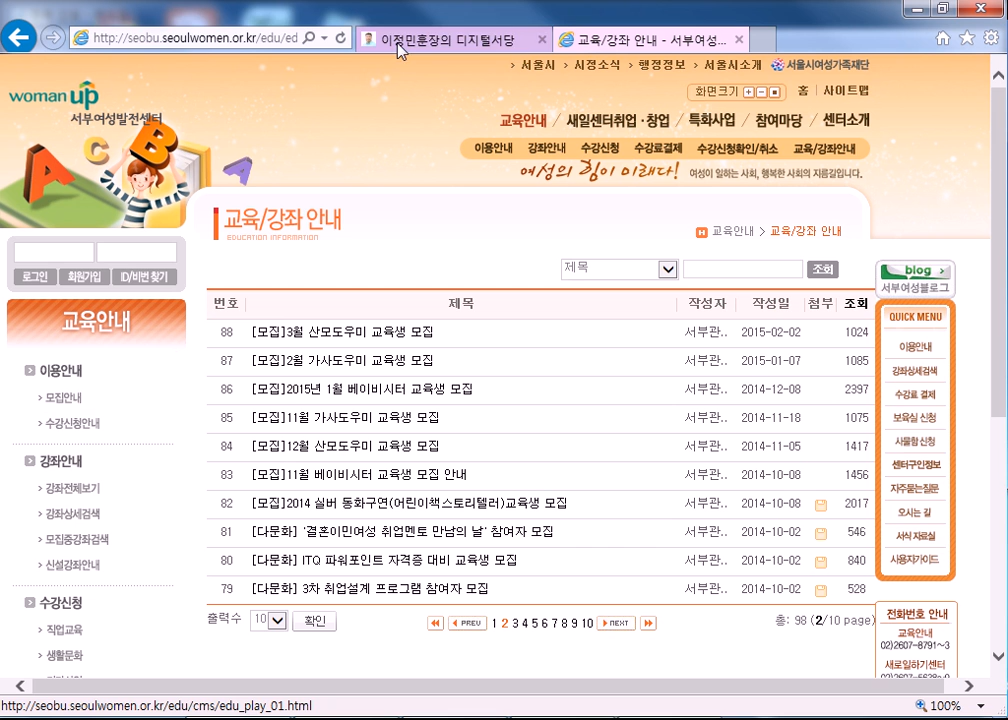 http://seobu.seoulwomen.or.kr/edu/ed
이정민훈장의 디지털서당
교육/강좌 안내 - 서부여성...
서울시 > 시정소식 > 행정정보 > 서울시소개 서울시여성가족재단
woman up
서부여성발전센터
화면크기 홈 | 사이트맵
교육안내 / 새일센터취업·창업 / 특화사업 / 참여마당 / 센터소개
이용안내 강좌안내 수강신청 수강료결제 수강신청확인/취소 교육/강좌안내
여성의 힘이 미래다! 여성이 일하는 사회, 행복한 사회의 지름길입니다.
A C B A
교육/강좌 안내
EDUCATION INFORMATION
교육안내 > 교육/강좌 안내
로그인 회원가입 ID/비번 찾기
제목 조회
blog >
서부여성블로그
교육안내
번호 제목 작성자 작성일 첨부 조회
88 [모집]3월 산모도우미 교육생 모집 서부관.. 2015-02-02 1024
87 [모집]2월 가사도우미 교육생 모집 서부관.. 2015-01-07 1085
86 [모집]2015년 1월 베이비시터 교육생 모집 서부관.. 2014-12-08 2397
85 [모집]11월 가사도우미 교육생 모집 서부관.. 2014-11-18 1075
84 [모집]12월 산모도우미 교육생 모집 서부관.. 2014-11-05 1417
83 [모집]11월 베이비시터 교육생 모집 안내 서부관.. 2014-10-08 1456
82 [모집]2014 실버 동화구연(어린이책스토리텔러)교육생 모집 서부관.. 2014-10-08 2017
81 [다문화] '결혼이민여성 취업멘토 만남의 날' 참여자 모집 서부관.. 2014-10-02 546
80 [다문화] ITQ 파워포인트 자격증 대비 교육생 모집 서부관.. 2014-10-02 840
79 [다문화] 3차 취업설계 프로그램 참여자 모집 서부관.. 2014-10-02 528
출력수 10 확인
PREV 1 2 3 4 5 6 7 8 9 10 NEXT
총: 98 (2/10 page)
이용안내
> 모집안내
> 수강신청안내
강좌안내
> 강좌전체보기
> 강좌상세검색
> 모집중강좌검색
> 신설강좌안내
수강신청
> 직업교육
> 생활문화
QUICK MENU
이용안내
강좌상세검색
수강료 결제
보육실 신청
사물함 신청
센터구인정보
자주묻는질문
오시는 길
서식 자료실
사용자가이드
전화번호 안내
교육안내
02)2607-8791~3
새로일하기센터
http://seobu.seoulwomen.or.kr/edu/cms/edu_play_01.html
100%